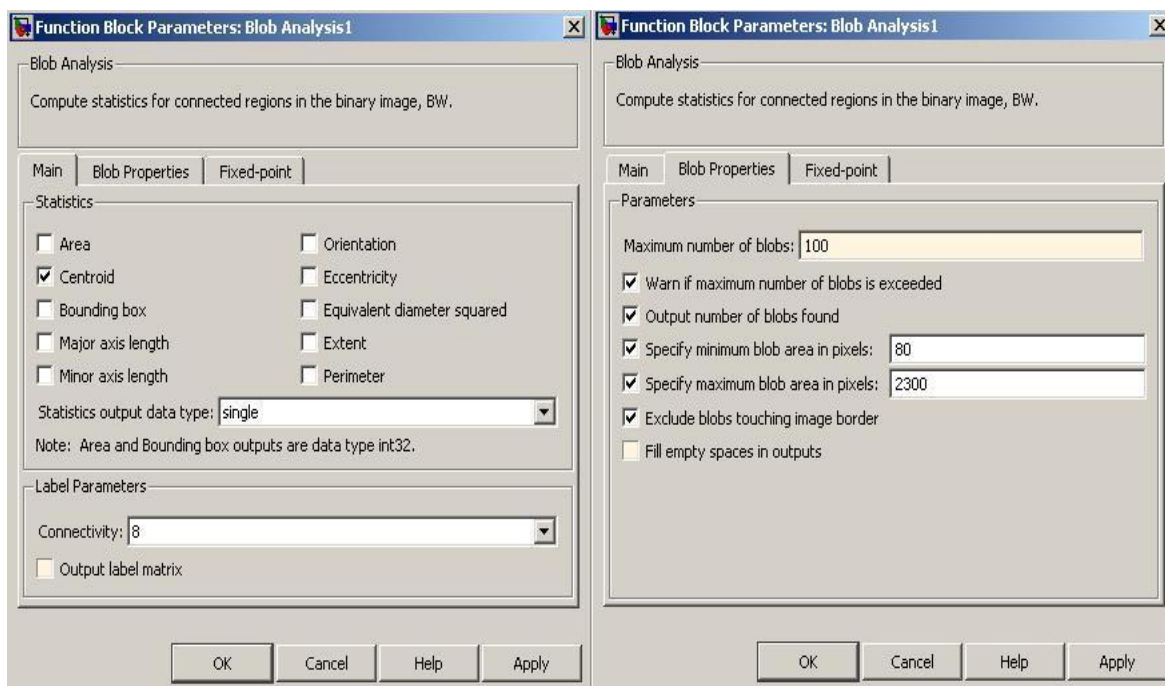 Function Block Parameters: Blob Analysis1
Blob Analysis
Compute statistics for connected regions in the binary image, BW.
Main Blob Properties Fixed-point
Statistics
Area Orientation
Centroid Eccentricity
Bounding box Equivalent diameter squared
Major axis length Extent
Minor axis length Perimeter
Statistics output data type: single
Note: Area and Bounding box outputs are data type int32.
Label Parameters
Connectivity: 8
Output label matrix
OK Cancel Help Apply
Function Block Parameters: Blob Analysis1
Blob Analysis
Compute statistics for connected regions in the binary image, BW.
Main Blob Properties Fixed-point
Parameters
Maximum number of blobs: 100
Warn if maximum number of blobs is exceeded
Output number of blobs found
Specify minimum blob area in pixels: 80
Specify maximum blob area in pixels: 2300
Exclude blobs touching image border
Fill empty spaces in outputs
OK Cancel Help Apply